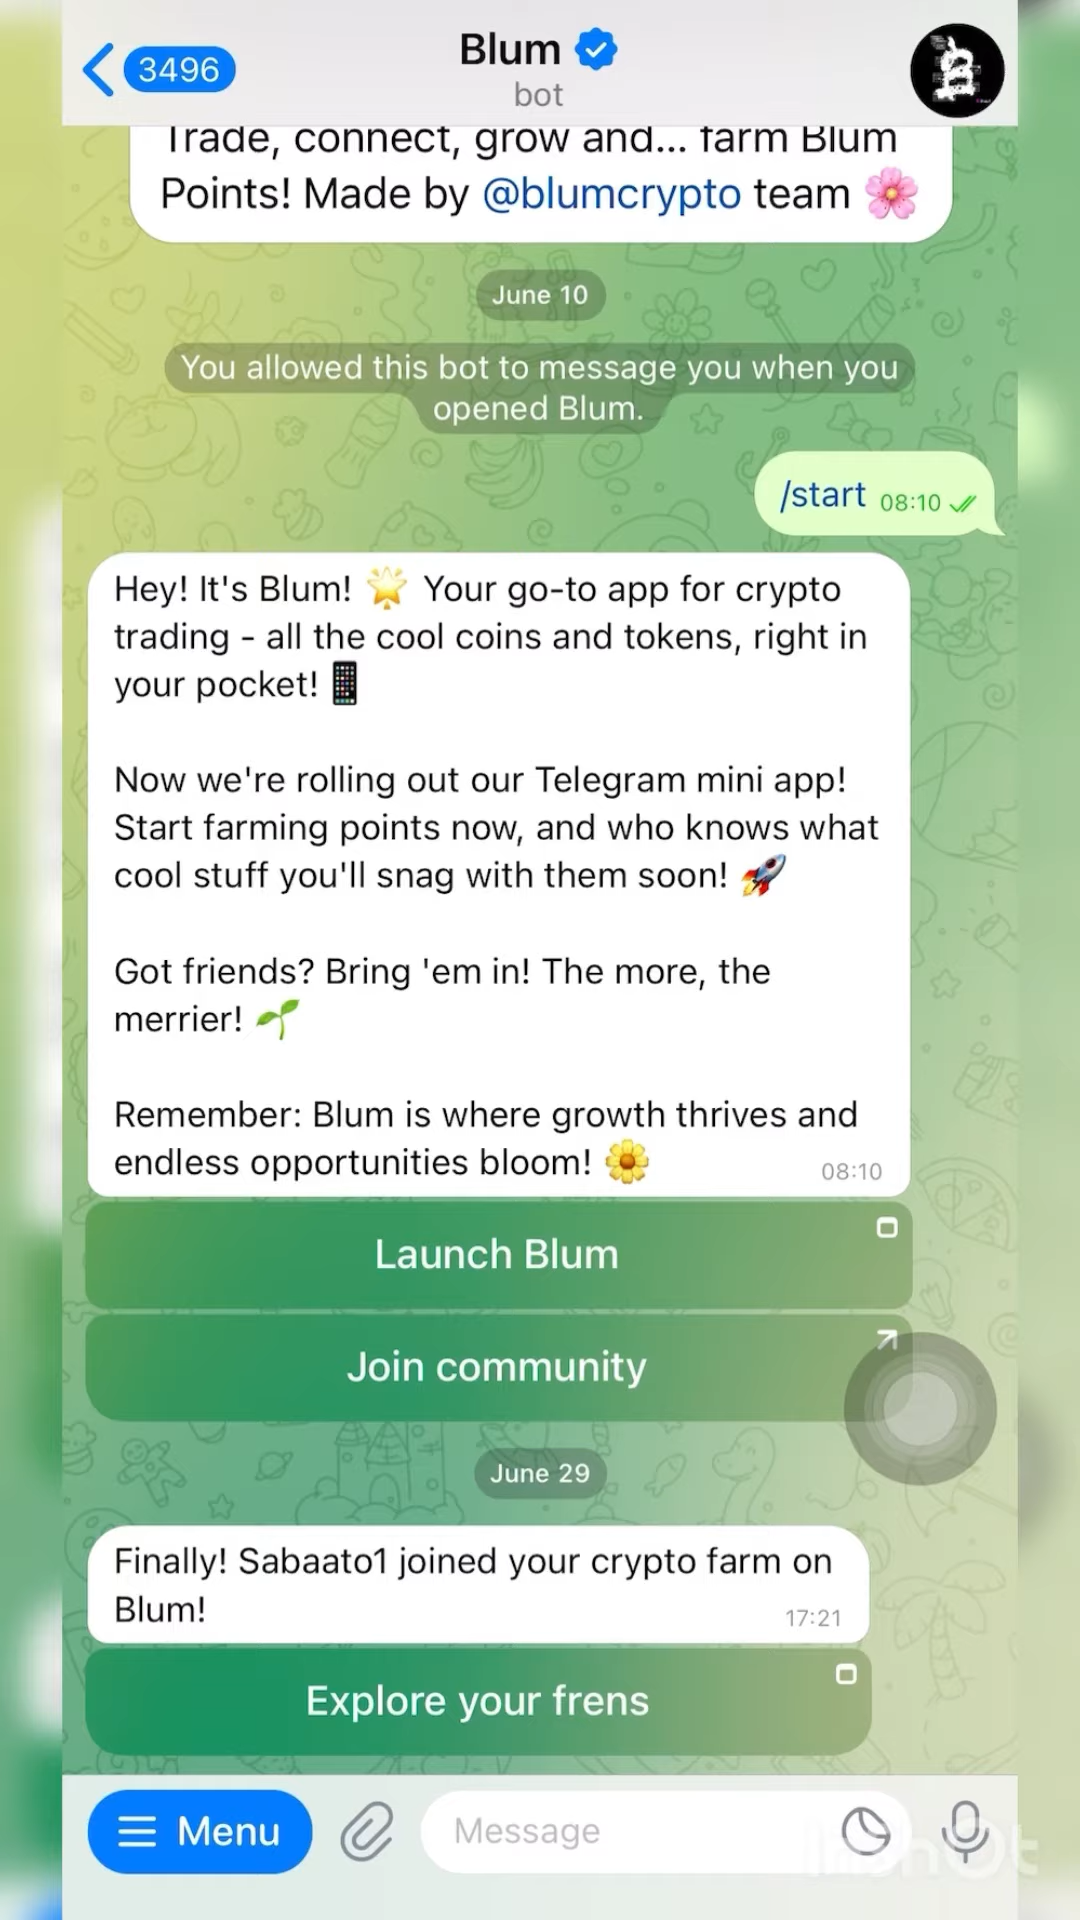 3496
Blum
bot
Trade, connect, grow and... farm Blum
Points! Made by @blumcrypto team 🌸
June 10
You allowed this bot to message you when you
opened Blum.
/start 08:10
Hey! It's Blum! 🌟 Your go-to app for crypto
trading - all the cool coins and tokens, right in
your pocket! 📱
Now we're rolling out our Telegram mini app!
Start farming points now, and who knows what
cool stuff you'll snag with them soon! 🚀
Got friends? Bring 'em in! The more, the
merrier! 🌱
Remember: Blum is where growth thrives and
endless opportunities bloom! 🌼 08:10
Launch Blum
Join community
June 29
Finally! Sabaato1 joined your crypto farm on
Blum! 17:21
Explore your frens
Menu
Message
InShOt